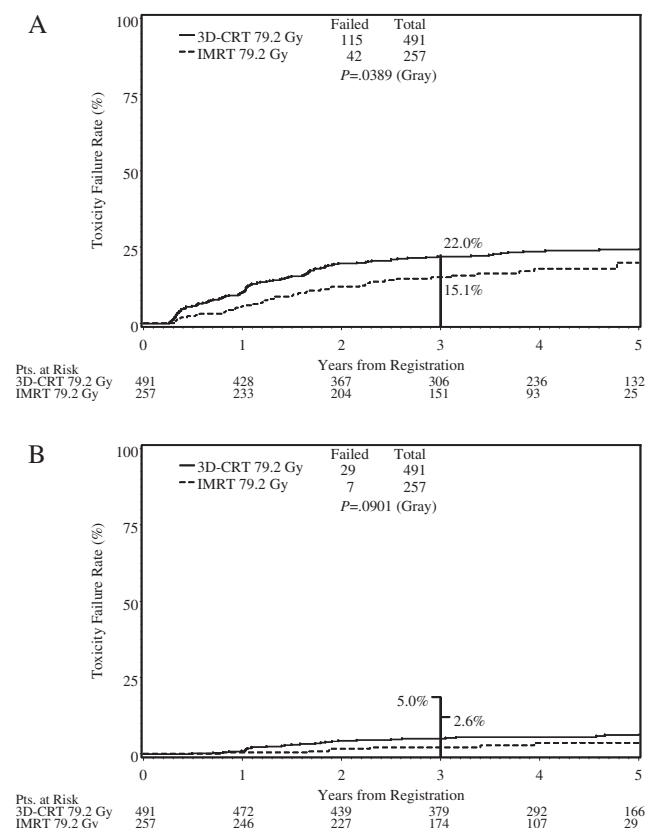 A
Failed Total
3D-CRT 79.2 Gy 115 491
IMRT 79.2 Gy 42 257
P=.0389 (Gray)
Toxicity Failure Rate (%)
100
75
50
25
0
22.0%
15.1%
0 1 2 3 4 5
Years from Registration
Pts. at Risk
3D-CRT 79.2 Gy 491 428 367 306 236 132
IMRT 79.2 Gy 257 233 204 151 93 25
B
Failed Total
3D-CRT 79.2 Gy 29 491
IMRT 79.2 Gy 7 257
P=.0901 (Gray)
Toxicity Failure Rate (%)
100
75
50
25
0
5.0%
2.6%
0 1 2 3 4 5
Years from Registration
Pts. at Risk
3D-CRT 79.2 Gy 491 472 439 379 292 166
IMRT 79.2 Gy 257 246 227 174 107 29